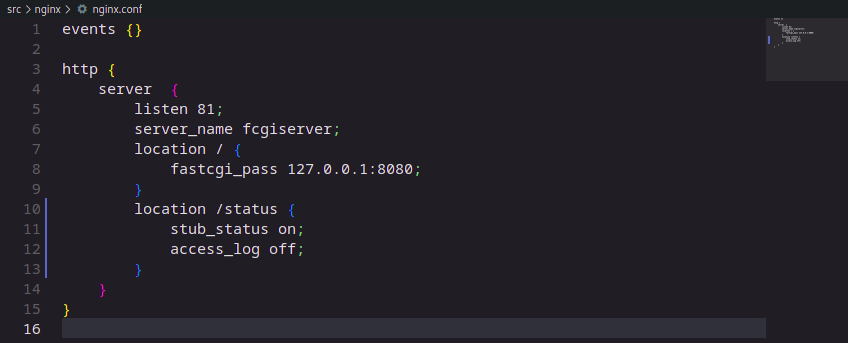 src > nginx > nginx.conf
1 events {}
2
3 http {
4 server  {
5 listen 81;
6 server_name fcgiserver;
7 location / {
8 fastcgi_pass 127.0.0.1:8080;
9 }
10 location /status {
11 stub_status on;
12 access_log off;
13 }
14 }
15 }
16